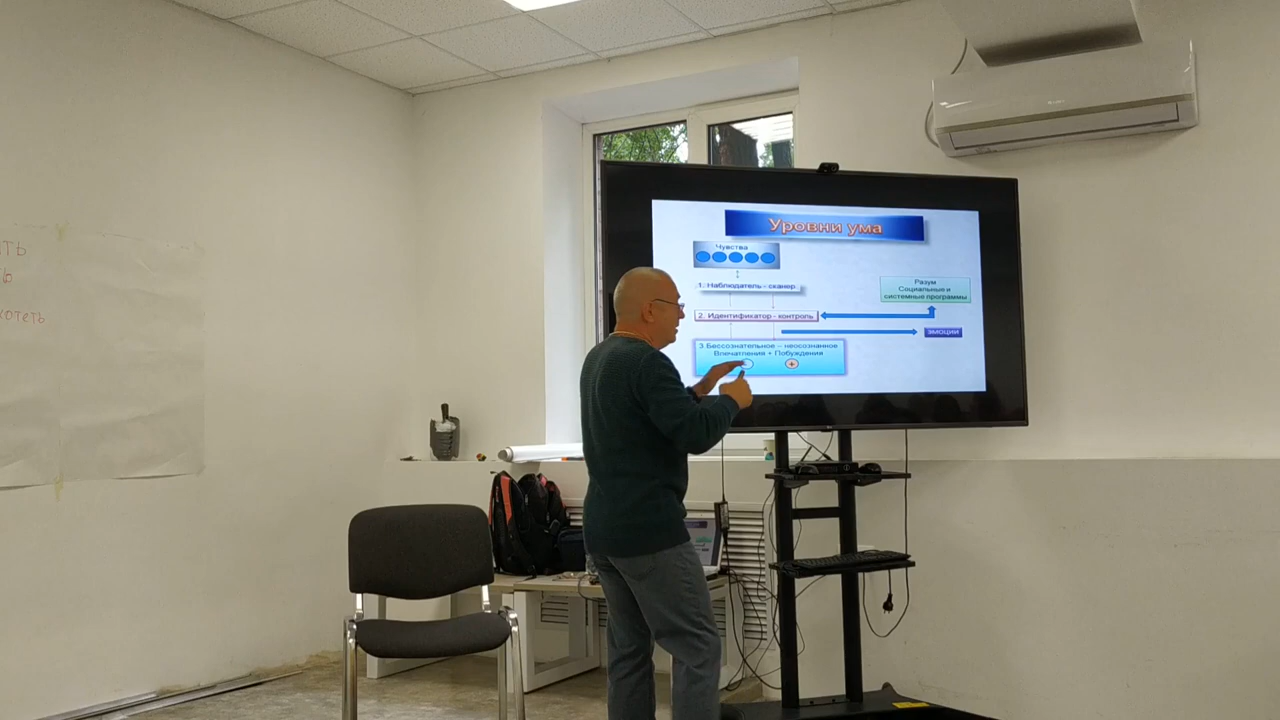 Уровни ума
Чувства
1. Наблюдатель - сканер
2. Идентификатор - контроль
Разум
Социальные и
системные программы
эмоции
3 Бессознательное – неосознанное
Впечатления + Побуждения
+
хотеть